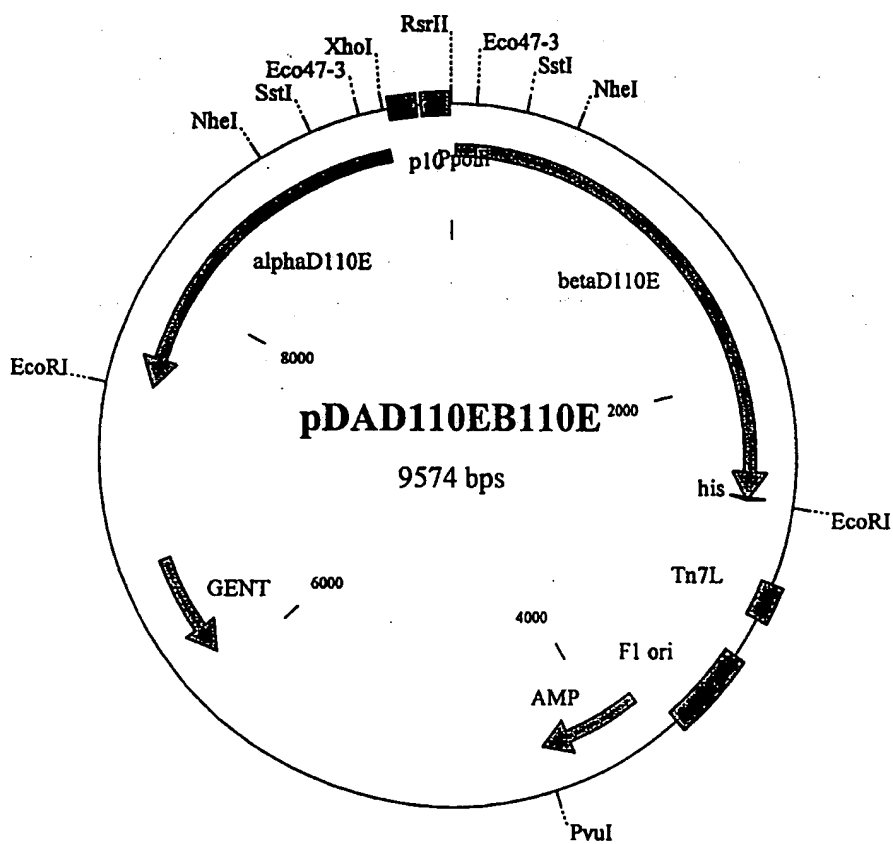 RsrII
XhoI
Eco47-3
Eco47-3
SstI
SstI
NheI
NheI
p10
Ppolh
alphaD110E
betaD110E
EcoRI
8000
pDAD110EB110E
2000
9574 bps
his
EcoRI
Tn7L
GENT
6000
4000
F1 ori
AMP
PvuI